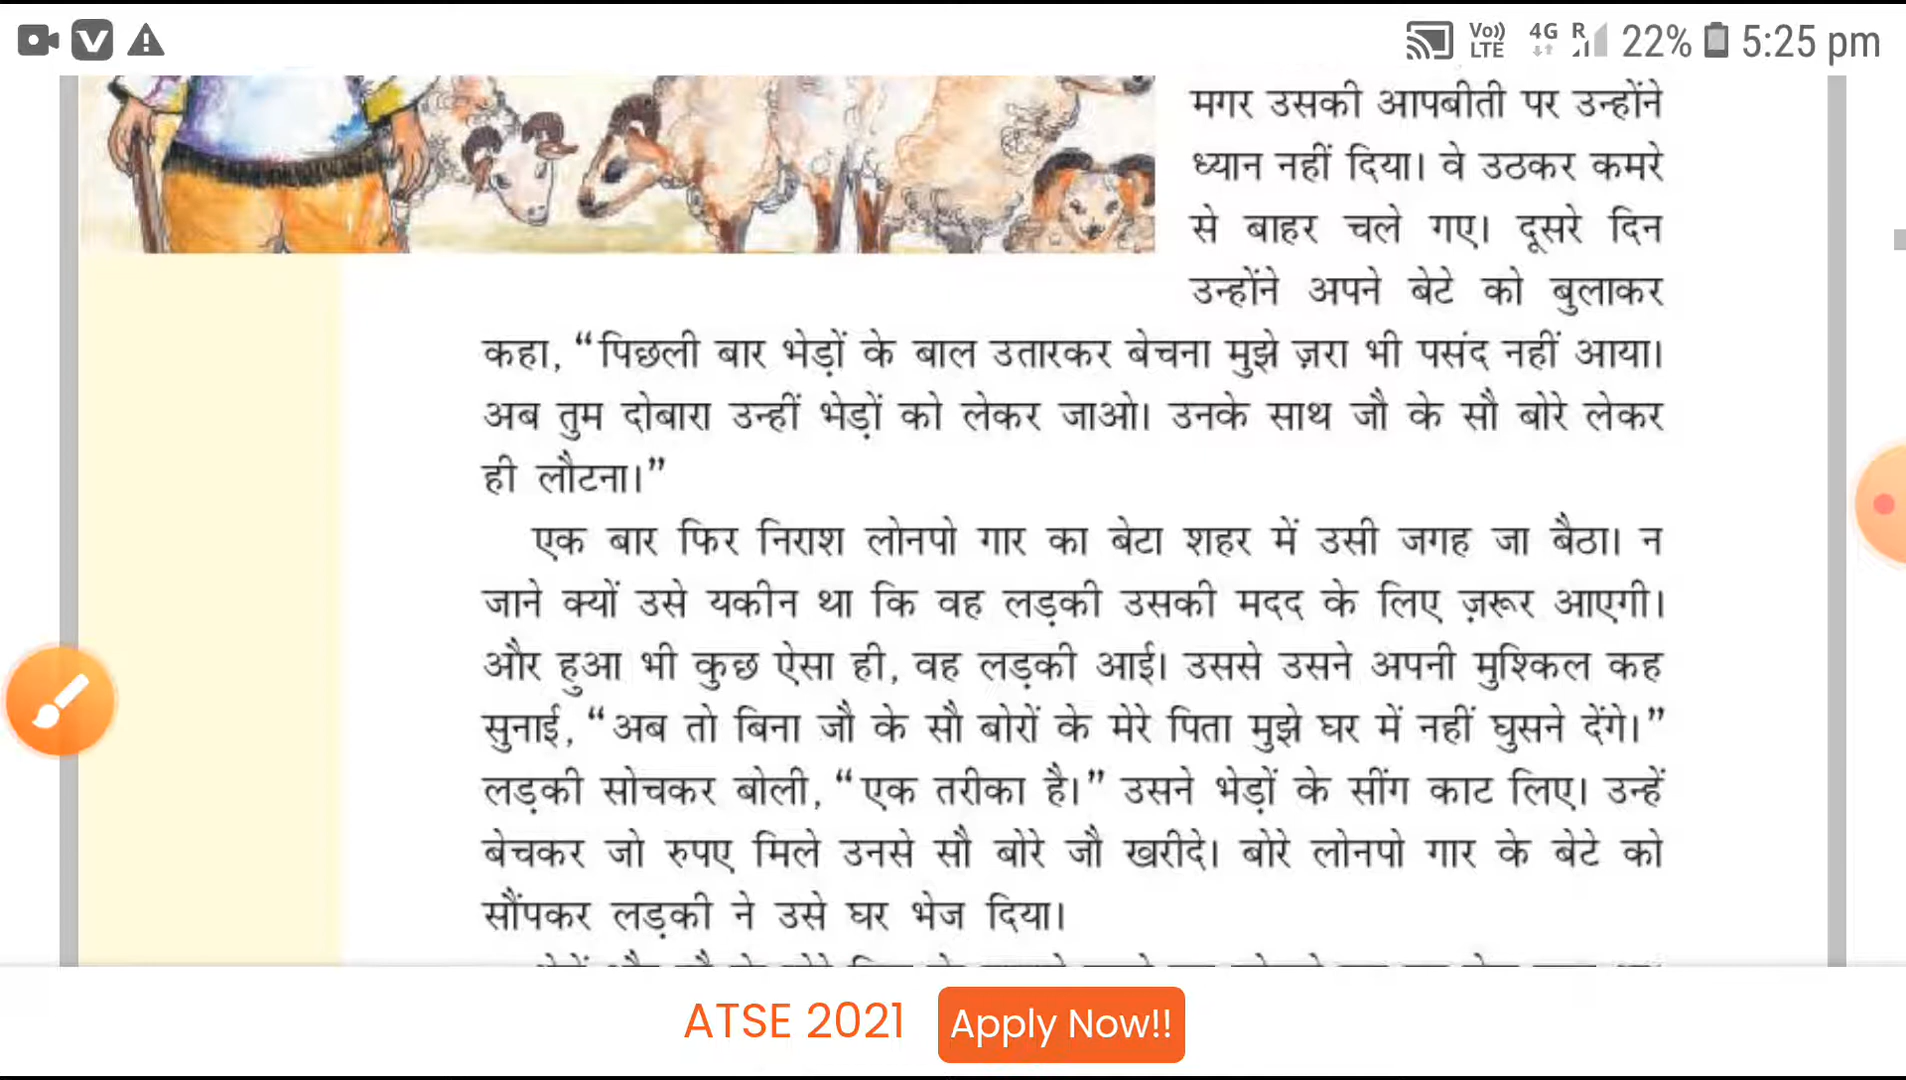 Vo)) LTE 4G R 22% 5:25 pm
मगर उसकी आपबीती पर उन्होंने
ध्यान नहीं दिया। वे उठकर कमरे
से बाहर चले गए। दूसरे दिन
उन्होंने अपने बेटे को बुलाकर
कहा, “पिछली बार भेड़ों के बाल उतारकर बेचना मुझे ज़रा भी पसंद नहीं आया।
अब तुम दोबारा उन्हीं भेड़ों को लेकर जाओ। उनके साथ जौ के सौ बोरे लेकर
ही लौटना।”
एक बार फिर निराश लोनपो गार का बेटा शहर में उसी जगह जा बैठा। न
जाने क्यों उसे यकीन था कि वह लड़की उसकी मदद के लिए ज़रूर आएगी।
और हुआ भी कुछ ऐसा ही, वह लड़की आई। उससे उसने अपनी मुश्किल कह
सुनाई, “अब तो बिना जौ के सौ बोरों के मेरे पिता मुझे घर में नहीं घुसने देंगे।”
लड़की सोचकर बोली, “एक तरीका है।” उसने भेड़ों के सींग काट लिए। उन्हें
बेचकर जो रुपए मिले उनसे सौ बोरे जौ खरीदे। बोरे लोनपो गार के बेटे को
सौंपकर लड़की ने उसे घर भेज दिया।
ATSE 2021 Apply Now!!